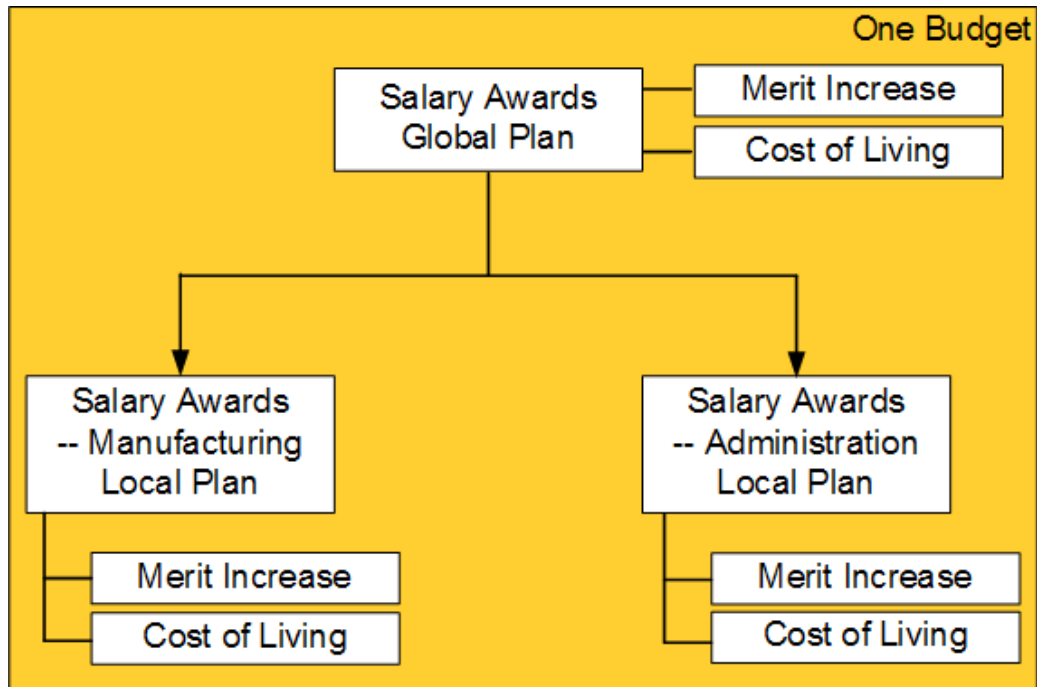 One Budget
Salary Awards
Global Plan
Merit Increase
Cost of Living
Salary Awards
-- Manufacturing
Local Plan
Merit Increase
Cost of Living
Salary Awards
-- Administration
Local Plan
Merit Increase
Cost of Living